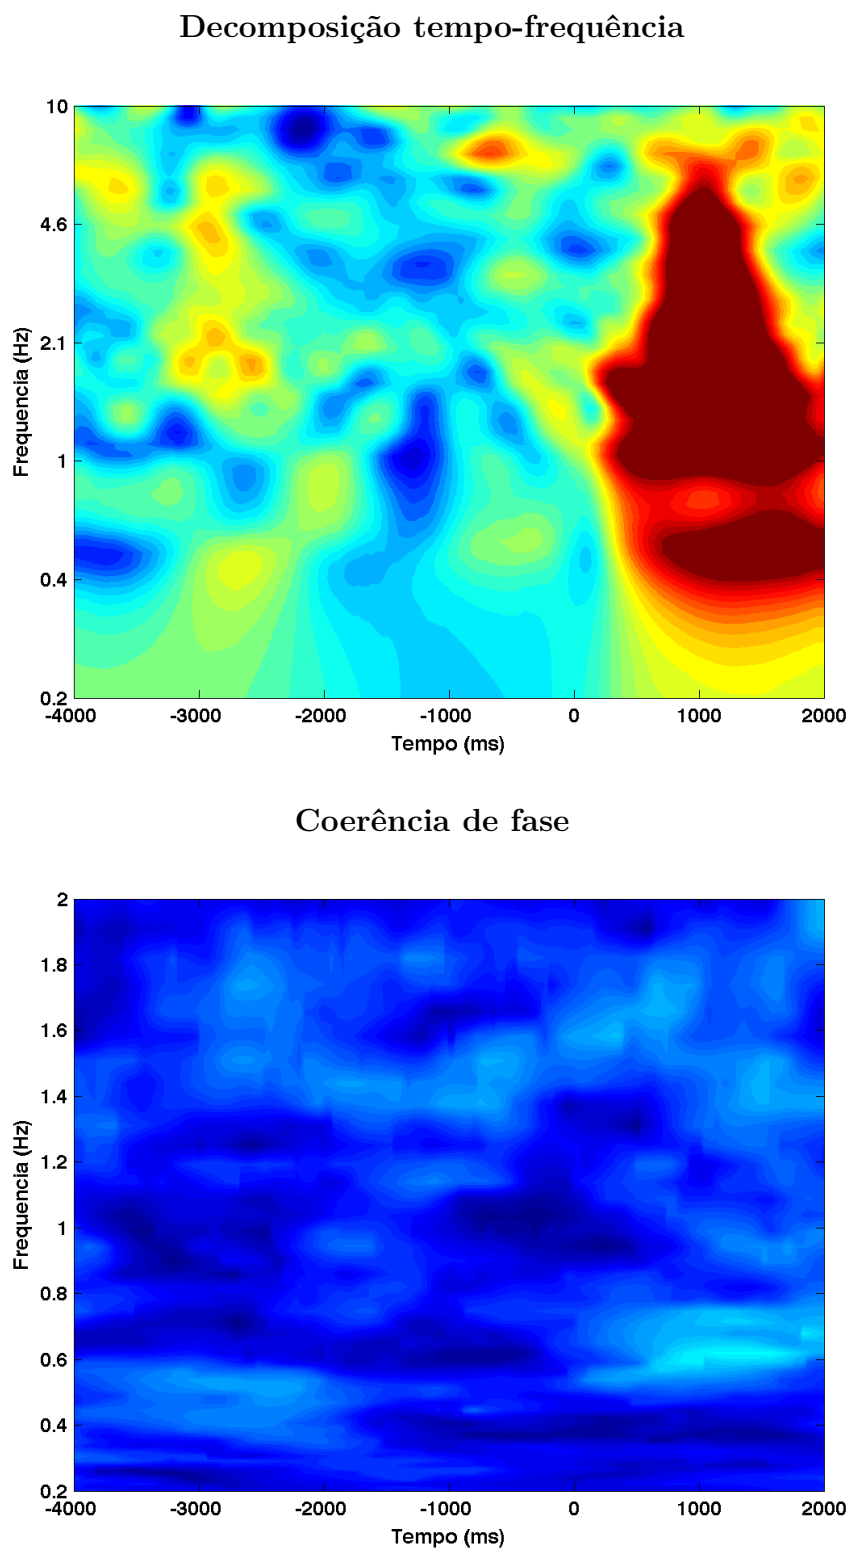 Decomposição tempo-frequência
10
4.6
2.1
1
0.4
0.2
Frequencia (Hz)
-4000 -3000 -2000 -1000 0 1000 2000
Tempo (ms)
Coerência de fase
2
1.8
1.6
1.4
1.2
1
0.8
0.6
0.4
0.2
Frequencia (Hz)
-4000 -3000 -2000 -1000 0 1000 2000
Tempo (ms)